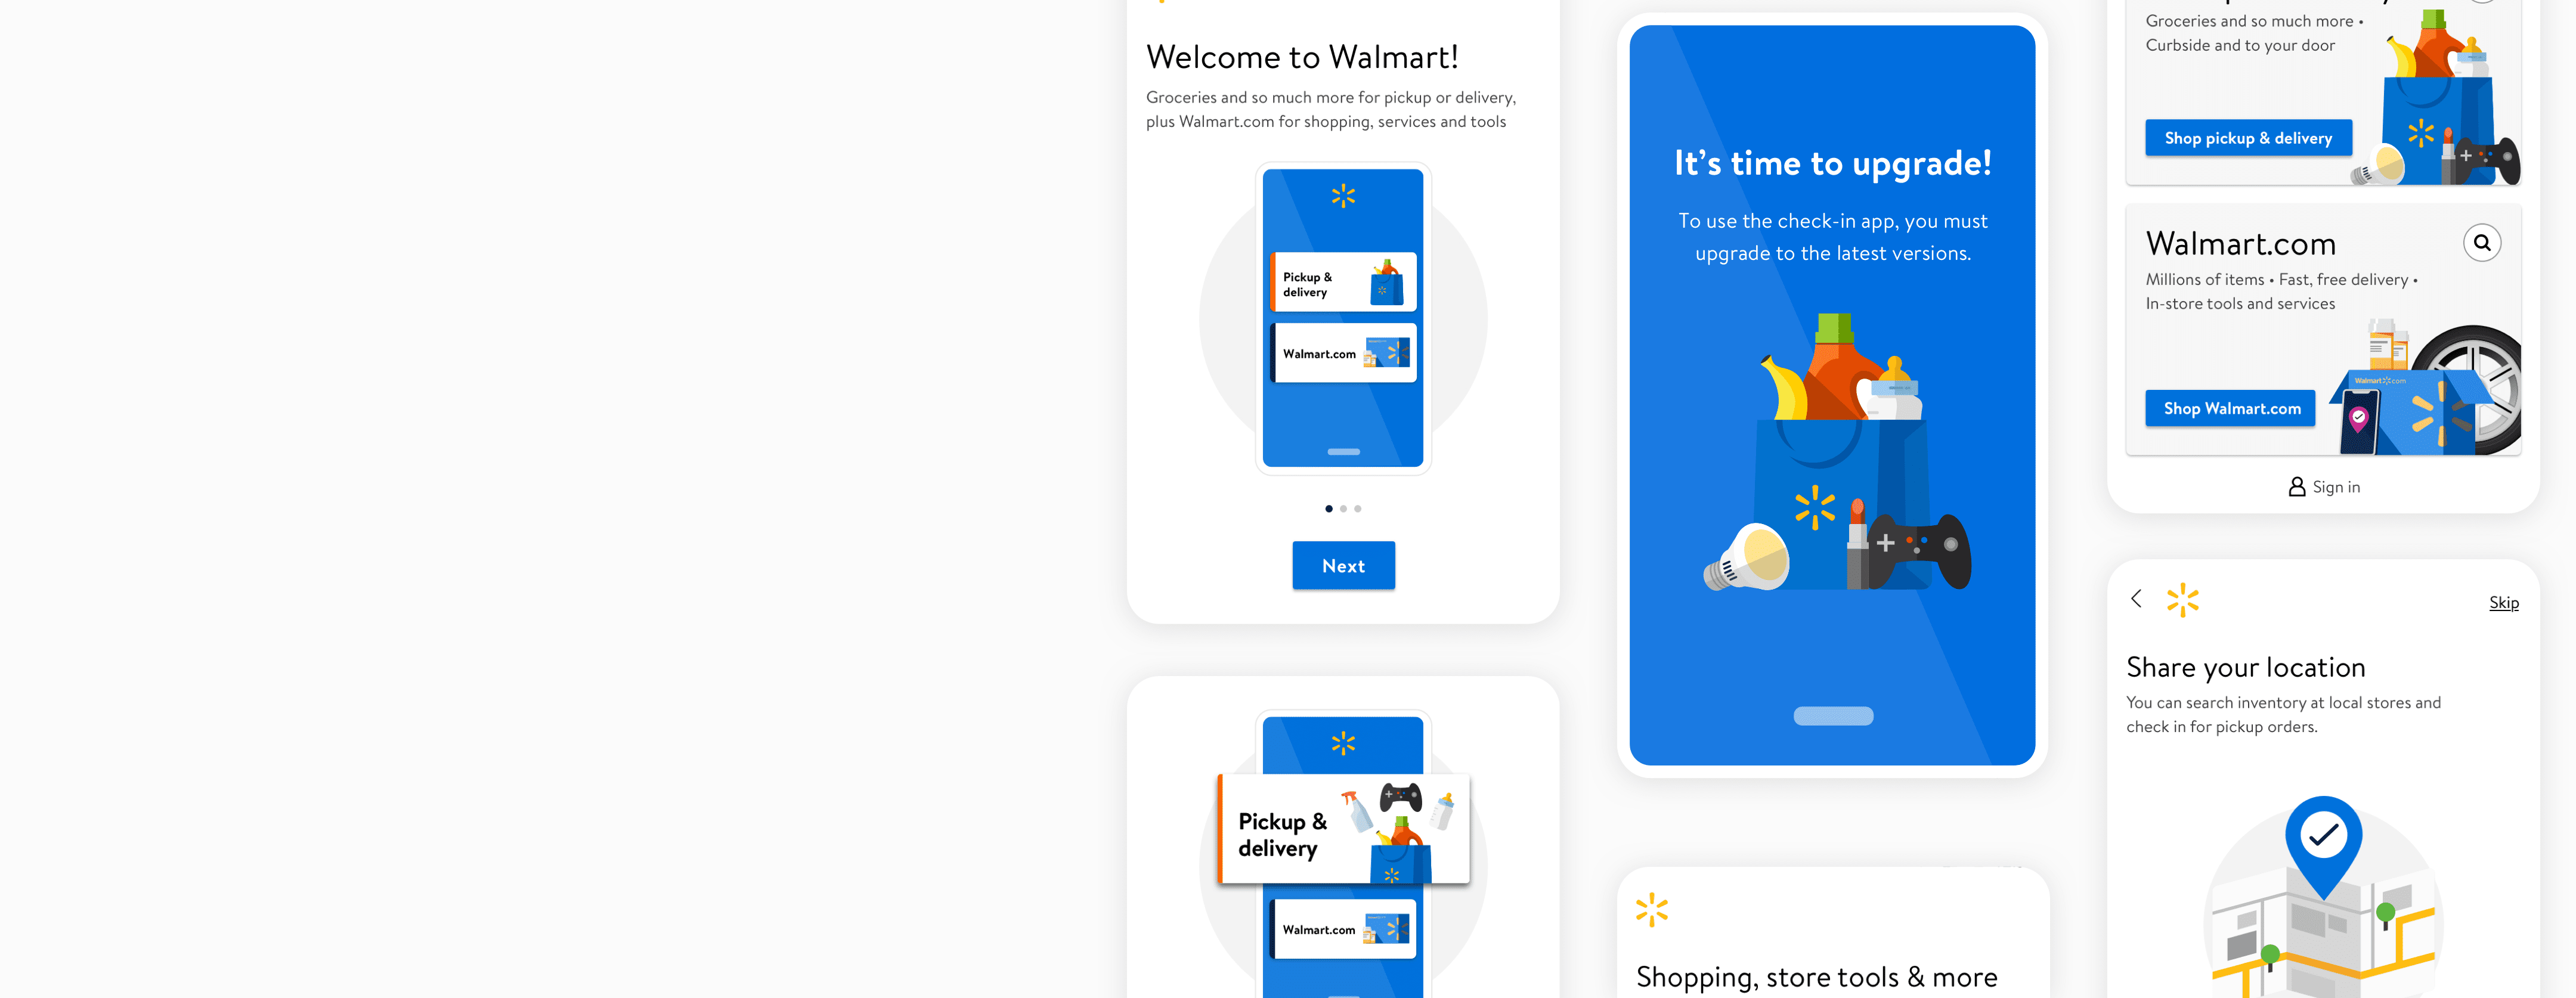 Welcome to Walmart!
Groceries and so much more for pickup or delivery,
plus Walmart.com for shopping, services and tools
Pickup &
delivery
Walmart.com
Next
Pickup &
delivery
Walmart.com
It's time to upgrade!
To use the check-in app, you must
upgrade to the latest versions.
Shopping, store tools & more
Groceries and so much more •
Curbside and to your door
Shop pickup & delivery
Walmart.com
Millions of items • Fast, free delivery •
In-store tools and services
Walmart.com
Shop Walmart.com
Sign in
Skip
Share your location
You can search inventory at local stores and
check in for pickup orders.